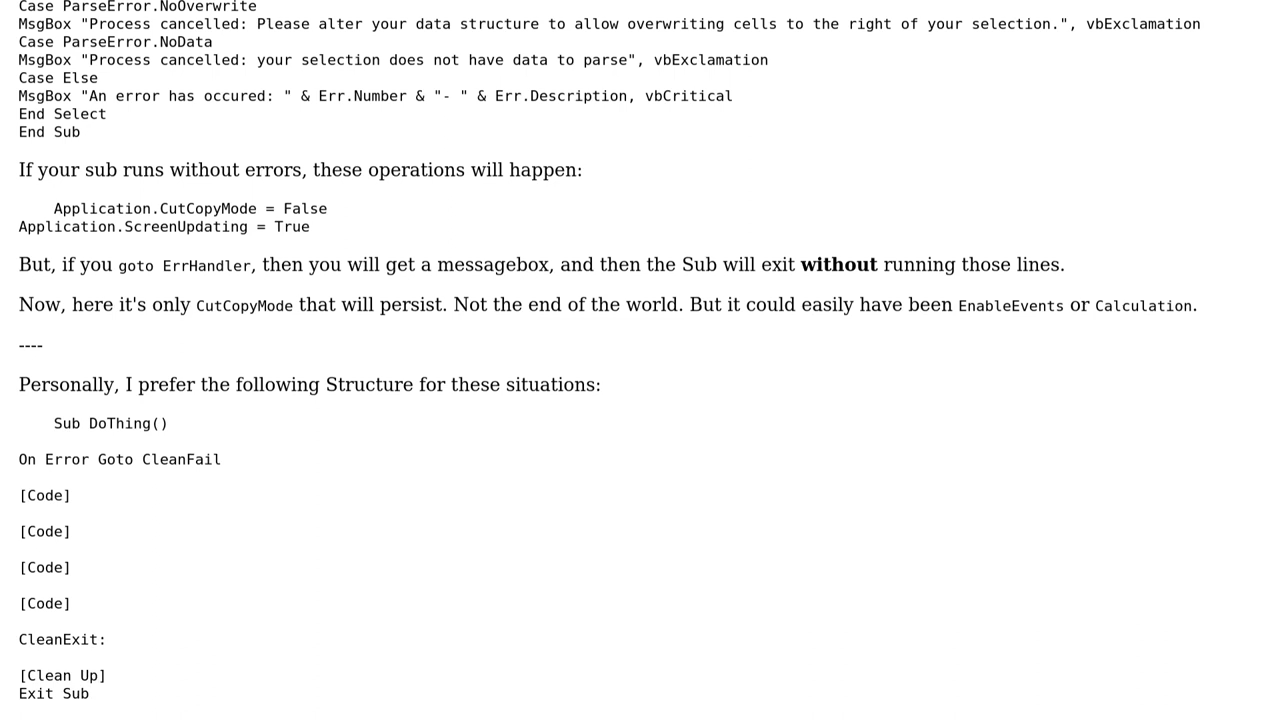 Case ParseError.NoOverwrite
MsgBox "Process cancelled: Please alter your data structure to allow overwriting cells to the right of your selection.", vbExclamation
Case ParseError.NoData
MsgBox "Process cancelled: your selection does not have data to parse", vbExclamation
Case Else
MsgBox "An error has occured: " & Err.Number & "- " & Err.Description, vbCritical
End Select
End Sub
If your sub runs without errors, these operations will happen:
Application.CutCopyMode = False
Application.ScreenUpdating = True
But, if you goto ErrHandler, then you will get a messagebox, and then the Sub will exit without running those lines.
Now, here it's only CutCopyMode that will persist. Not the end of the world. But it could easily have been EnableEvents or Calculation.
----
Personally, I prefer the following Structure for these situations:
Sub DoThing()
On Error Goto CleanFail
[Code]
[Code]
[Code]
[Code]
CleanExit:
[Clean Up]
Exit Sub